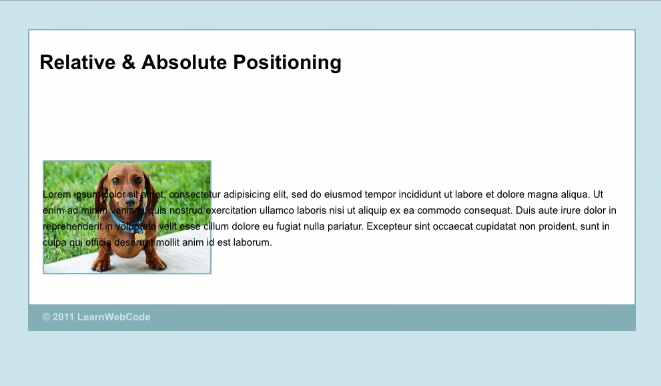 Relative & Absolute Positioning
Lorem ipsum dolor sit amet, consectetur adipisicing elit, sed do eiusmod tempor incididunt ut labore et dolore magna aliqua. Ut
enim ad minim veniam, quis nostrud exercitation ullamco laboris nisi ut aliquip ex ea commodo consequat. Duis aute irure dolor in
reprehenderit in voluptate velit esse cillum dolore eu fugiat nulla pariatur. Excepteur sint occaecat cupidatat non proident, sunt in
culpa qui officia deserunt mollit anim id est laborum.
© 2011 LearnWebCode